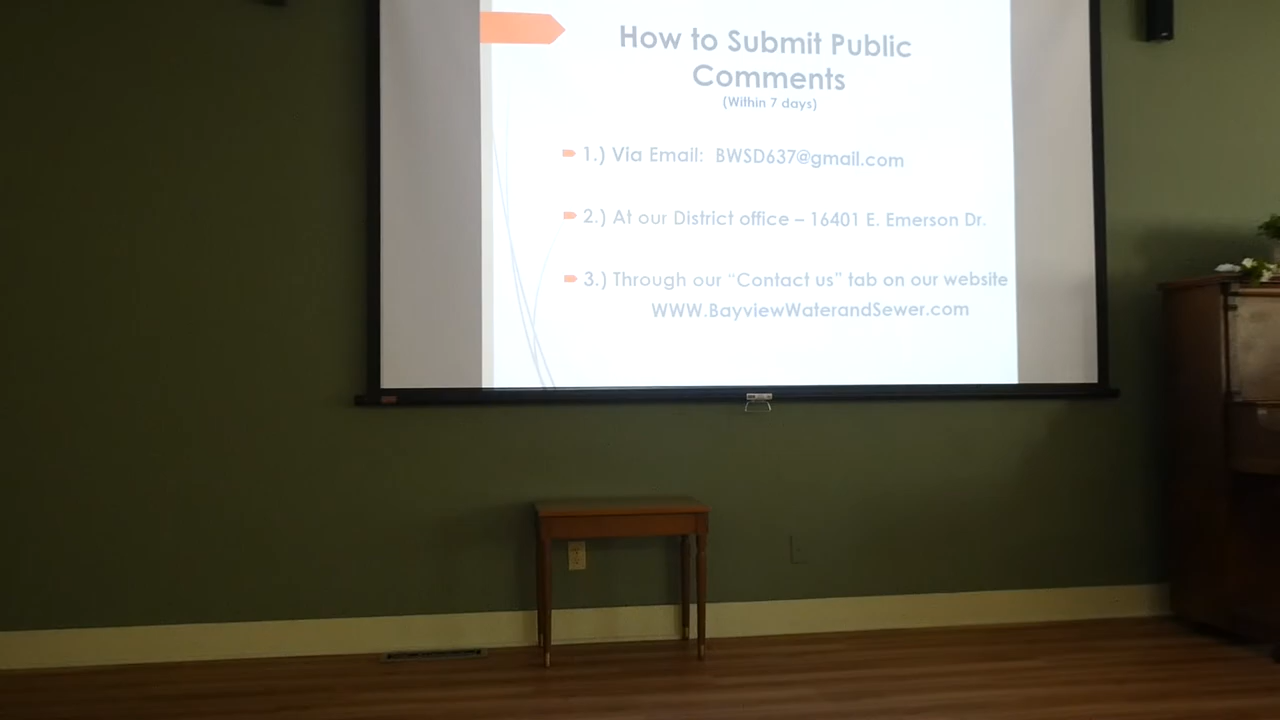 How to Submit Public
Comments
(Within 7 days)
1.) Via Email: BWSD637@gmail.com
2.) At our District office – 16401 E. Emerson Dr.
3.) Through our “Contact us” tab on our website
WWW.BayviewWaterandSewer.com